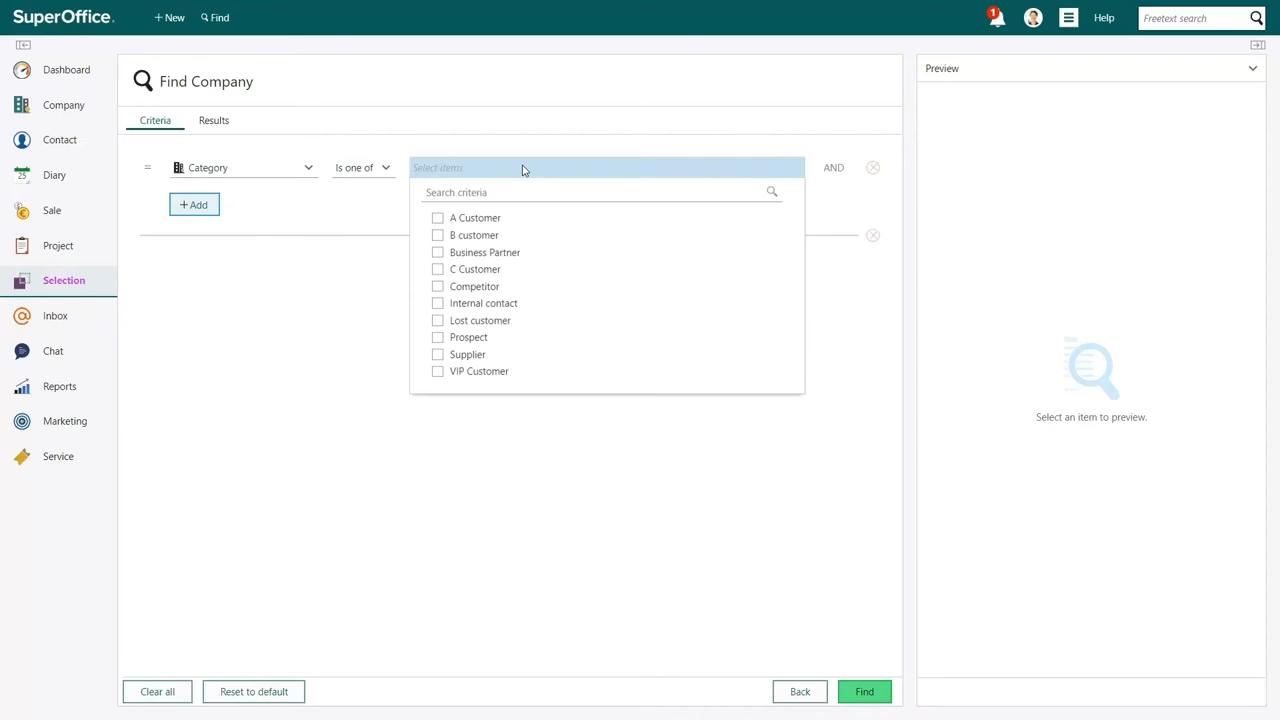 SuperOffice.
+ New
Find
1
Help
Freetext search
Dashboard
Company
Contact
25
Diary
Sale
Project
Selection
Inbox
Chat
Reports
Marketing
Service
Find Company
Criteria
Results
=
Category
Is one of
Select items
AND
+ Add
Search criteria
A Customer
B customer
Business Partner
C Customer
Competitor
Internal contact
Lost customer
Prospect
Supplier
VIP Customer
Clear all
Reset to default
Back
Find
Preview
Select an item to preview.